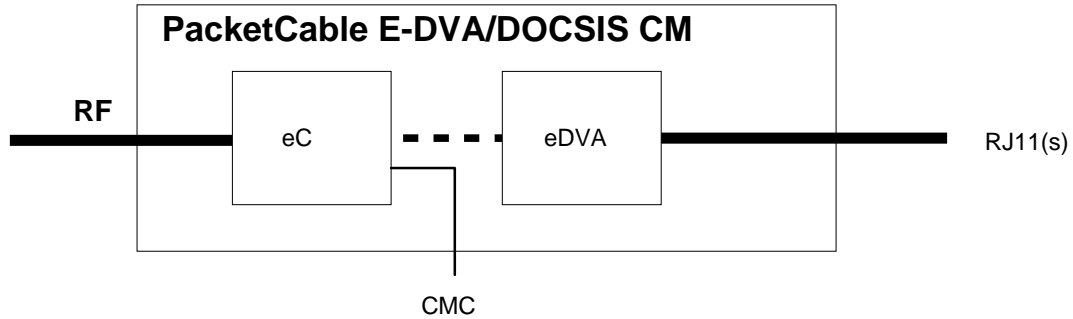 PacketCable E-DVA/DOCSIS CM
RF
eC
eDVA
RJ11(s)
CMC